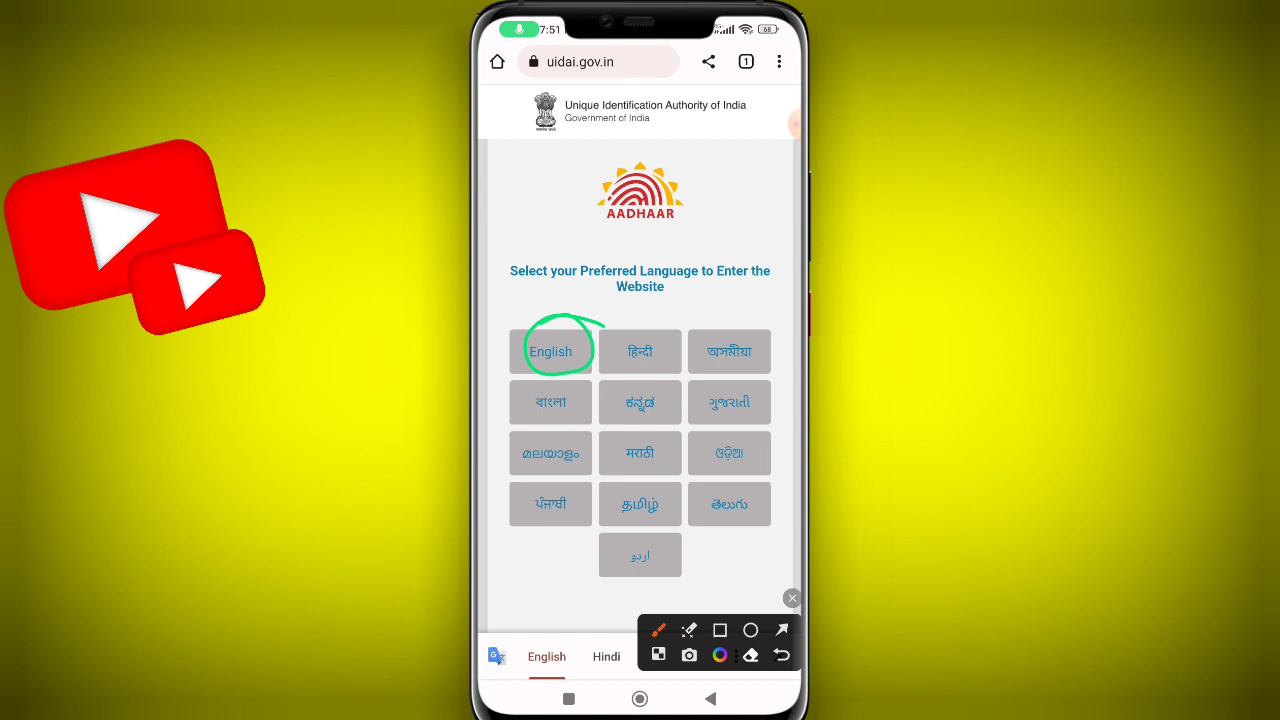 7:51
68
uidai.gov.in
1
Unique Identification Authority of India
Government of India
AADHAAR
Select your Preferred Language to Enter the
Website
English हिन्दी অসমীয়া
বাংলা ಕನ್ನಡ ગુજરાતી
മലയാളം मराठी ଓଡ଼ିଆ
ਪੰਜਾਬੀ தமிழ் తెలుగు
اردو
English Hindi